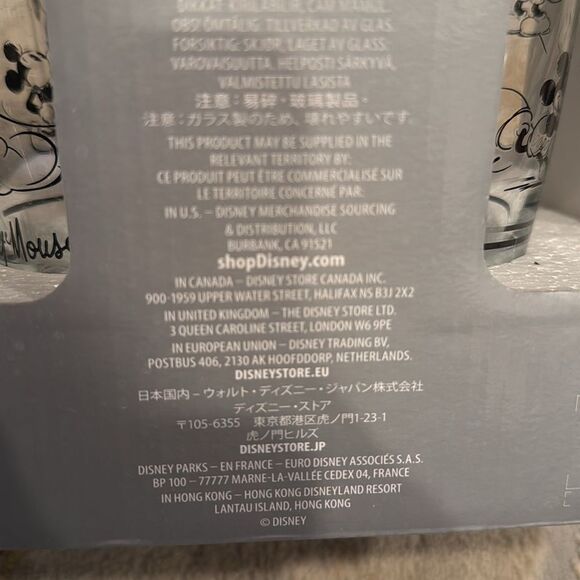 DİKKAT: KIRILABİLİR, CAM MAMUL.
OBS! ÖMTÅLIG. TILLVERKAD AV GLAS.
FORSIKTIG: SKJØR, LAGET AV GLASS.
VAROVAISUUTTA. HELPOSTI SÄRKYVÄ,
VALMISTETTU LASISTA
注意：易碎，玻璃製品。
注意：ガラス製のため、壊れやすいです。
THIS PRODUCT MAY BE SUPPLIED IN THE
RELEVANT TERRITORY BY:
CE PRODUIT PEUT ÊTRE COMMERCIALISÉ SUR
LE TERRITOIRE CONCERNÉ PAR:
IN U.S. – DISNEY MERCHANDISE SOURCING
& DISTRIBUTION, LLC
BURBANK, CA 91521
shopDisney.com
IN CANADA – DISNEY STORE CANADA INC.
900-1959 UPPER WATER STREET, HALIFAX NS B3J 2X2
IN UNITED KINGDOM – THE DISNEY STORE LTD.
3 QUEEN CAROLINE STREET, LONDON W6 9PE
IN EUROPEAN UNION – DISNEY TRADING BV,
POSTBUS 406, 2130 AK HOOFDDORP, NETHERLANDS.
DISNEYSTORE.EU
日本国内 – ウォルト・ディズニー・ジャパン株式会社
ディズニー・ストア
〒105-6355 東京都港区虎ノ門1-23-1
虎ノ門ヒルズ
DISNEYSTORE.JP
DISNEY PARKS – EN FRANCE – EURO DISNEY ASSOCIÉS S.A.S.
BP 100 – 77777 MARNE-LA-VALLÉE CEDEX 04, FRANCE
IN HONG KONG – HONG KONG DISNEYLAND RESORT
LANTAU ISLAND, HONG KONG
© DISNEY
Mouse